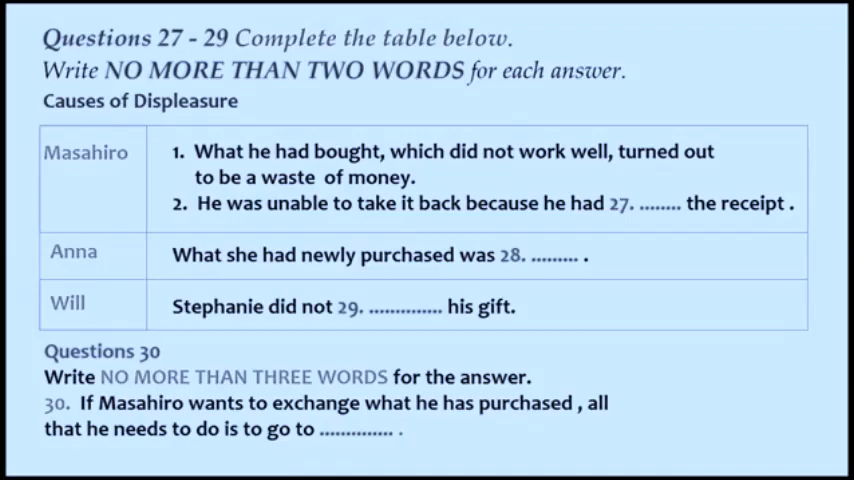 Questions 27 - 29 Complete the table below.
Write NO MORE THAN TWO WORDS for each answer.
Causes of Displeasure
Masahiro
1. What he had bought, which did not work well, turned out
to be a waste of money.
2. He was unable to take it back because he had 27. ........ the receipt .
Anna
What she had newly purchased was 28. ......... .
Will
Stephanie did not 29. .............. his gift.
Questions 30
Write NO MORE THAN THREE WORDS for the answer.
30. If Masahiro wants to exchange what he has purchased , all
that he needs to do is to go to .............. .